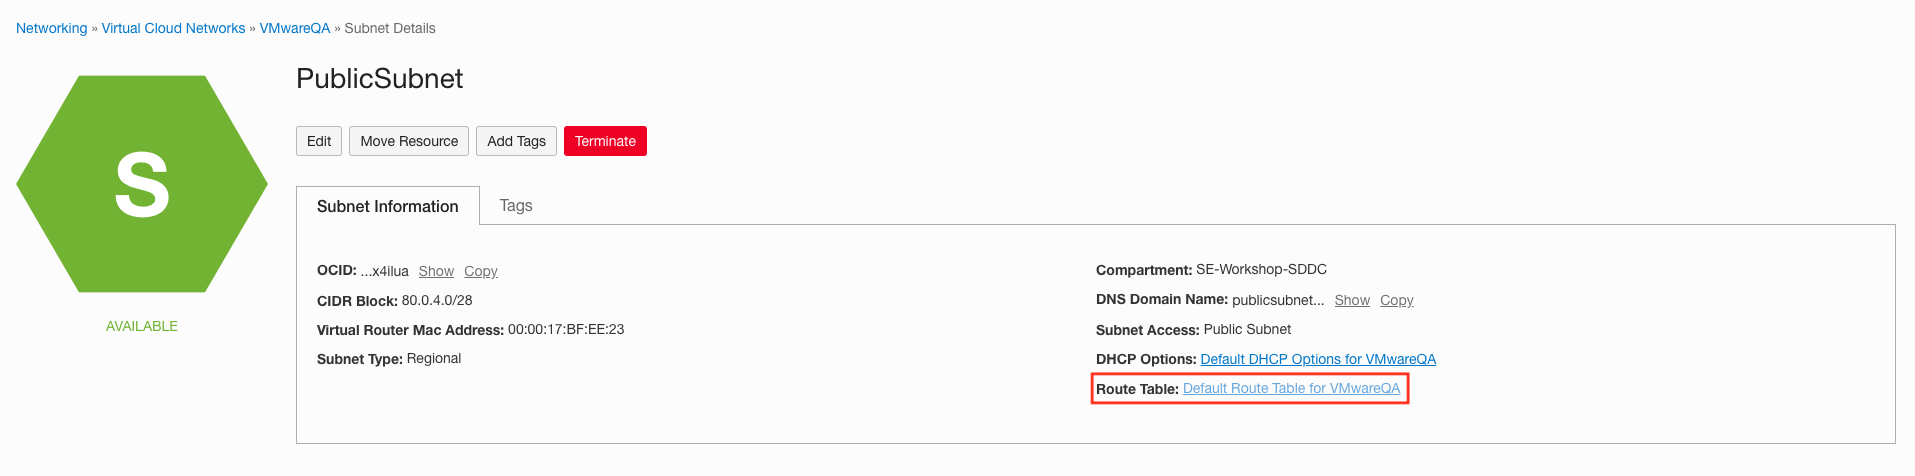 Networking » Virtual Cloud Networks » VMwareQA » Subnet Details
S
AVAILABLE
PublicSubnet
Edit Move Resource Add Tags Terminate
Subnet Information Tags
OCID: ...x4ilua Show Copy
CIDR Block: 80.0.4.0/28
Virtual Router Mac Address: 00:00:17:BF:EE:23
Subnet Type: Regional
Compartment: SE-Workshop-SDDC
DNS Domain Name: publicsubnet... Show Copy
Subnet Access: Public Subnet
DHCP Options: Default DHCP Options for VMwareQA
Route Table: Default Route Table for VMwareQA